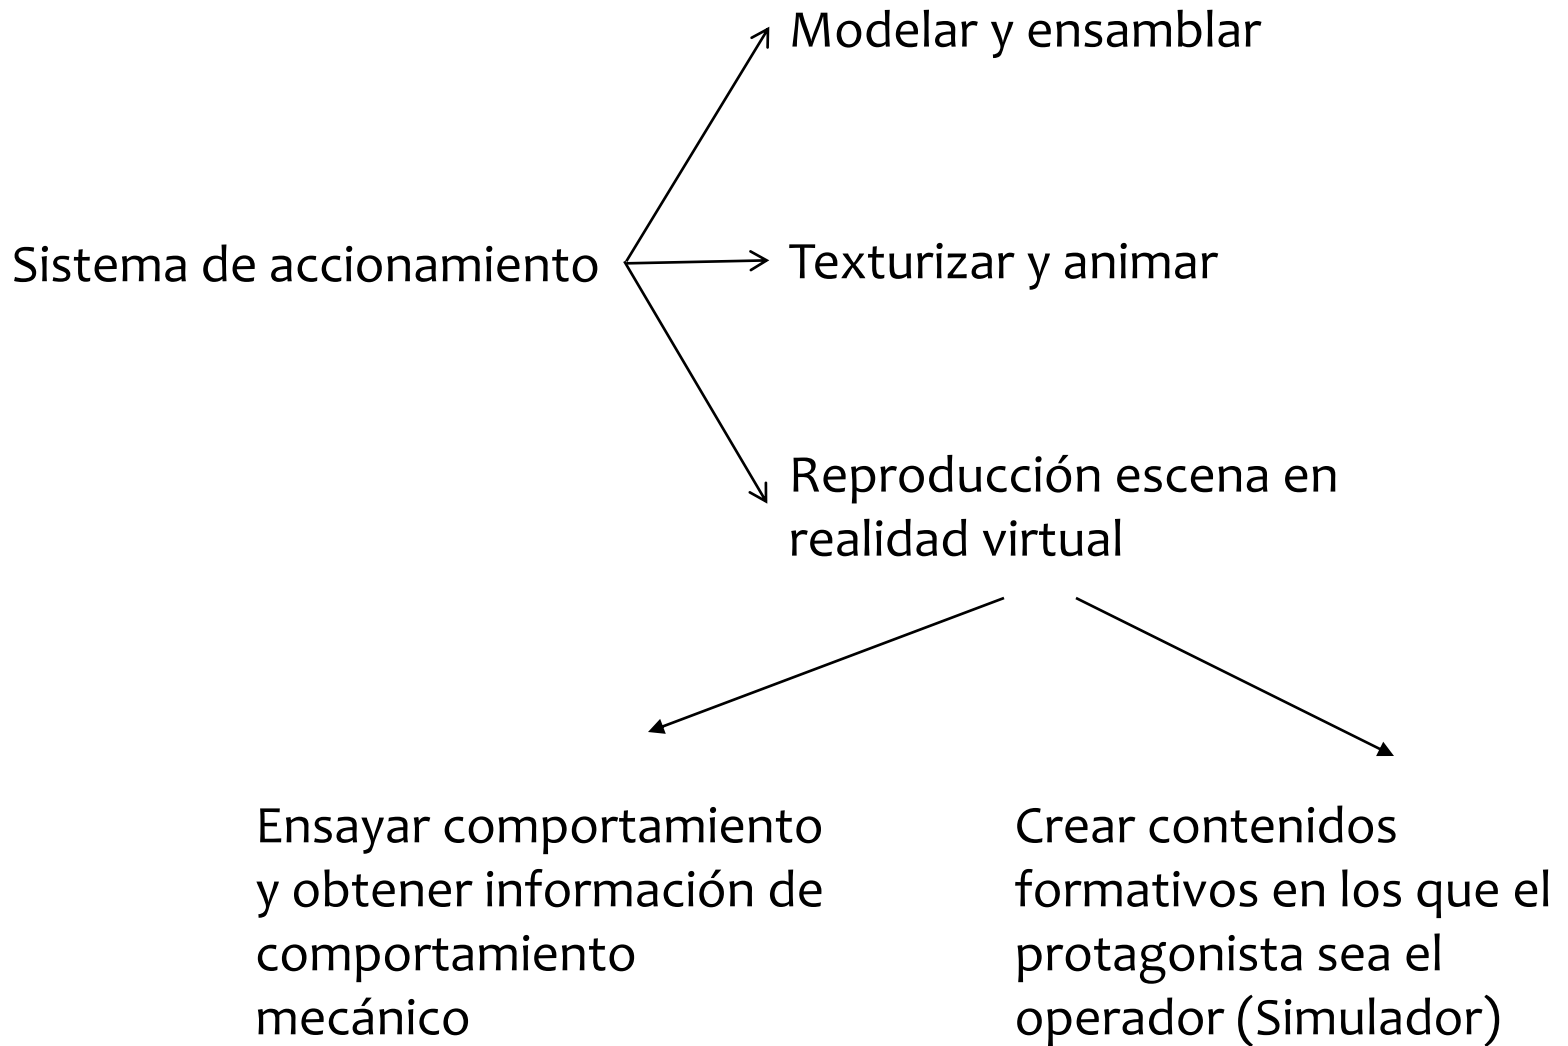 Modelar y ensamblar
Sistema de accionamiento
Texturizar y animar
Reproducción escena en
realidad virtual
Ensayar comportamiento
y obtener información de
comportamiento
mecánico
Crear contenidos
formativos en los que el
protagonista sea el
operador (Simulador)